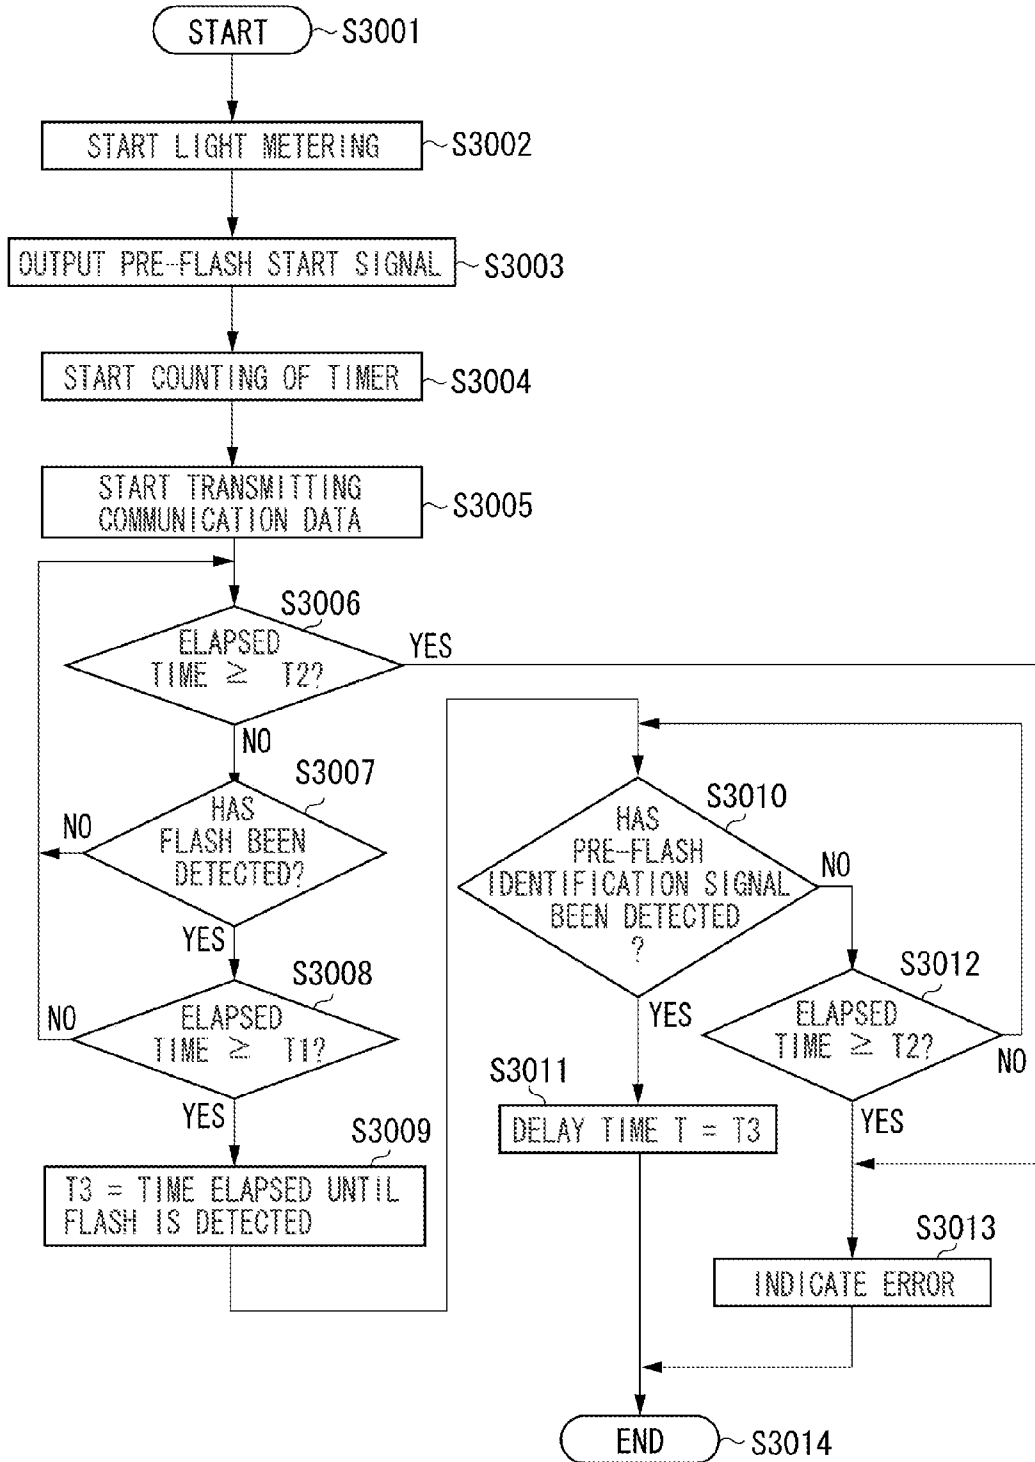 START
S3001
START LIGHT METERING
S3002
OUTPUT PRE-FLASH START SIGNAL
S3003
START COUNTING OF TIMER
S3004
START TRANSMITTING
COMMUNICATION DATA
S3005
S3006
ELAPSED
TIME ≧ T2?
YES
NO
S3007
HAS
FLASH BEEN
DETECTED?
NO
YES
S3008
ELAPSED
TIME ≧ T1?
NO
YES
S3009
T3 = TIME ELAPSED UNTIL
FLASH IS DETECTED
S3010
HAS
PRE-FLASH
IDENTIFICATION SIGNAL
BEEN DETECTED
?
NO
YES
S3011
DELAY TIME T = T3
S3012
ELAPSED
TIME ≧ T2?
NO
YES
S3013
INDICATE ERROR
END
S3014